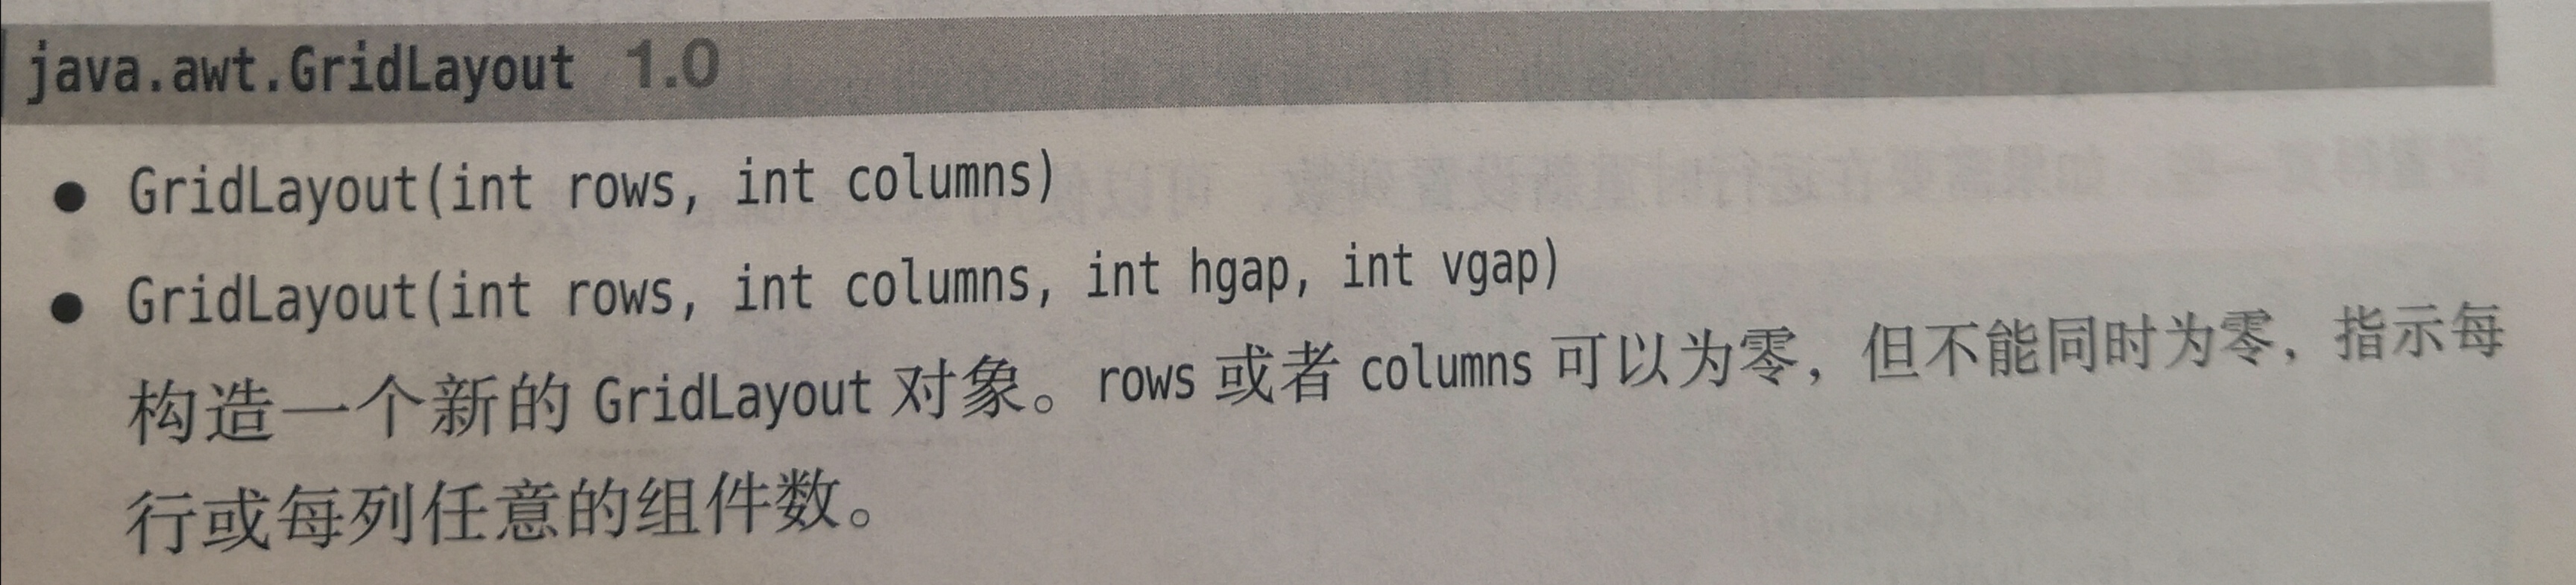 java.awt.GridLayout 1.0
● GridLayout(int rows, int columns)
● GridLayout(int rows, int columns, int hgap, int vgap)
构造一个新的 GridLayout 对象。rows 或者 columns 可以为零，但不能同时为零，指示每
行或每列任意的组件数。